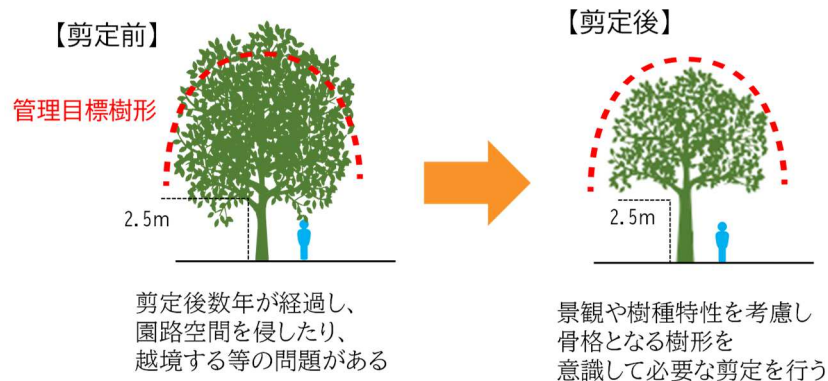 【剪定前】
管理目標樹形
2.5m
剪定後数年が経過し、
園路空間を侵したり、
越境する等の問題がある
【剪定後】
2.5m
景観や樹種特性を考慮し
骨格となる樹形を
意識して必要な剪定を行う